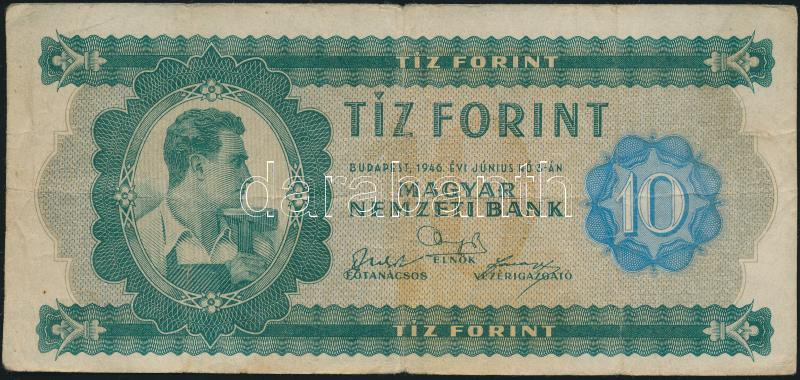 TÍZ FORINT
TÍZ FORINT
BUDAPEST, 1946. ÉVI JÚNIUS HÓ 3-ÁN
MAGYAR
NEMZETI BANK
10
ELNÖK
FŐTANÁCSOS
VEZÉRIGAZGATÓ
TÍZ FORINT
darabanth